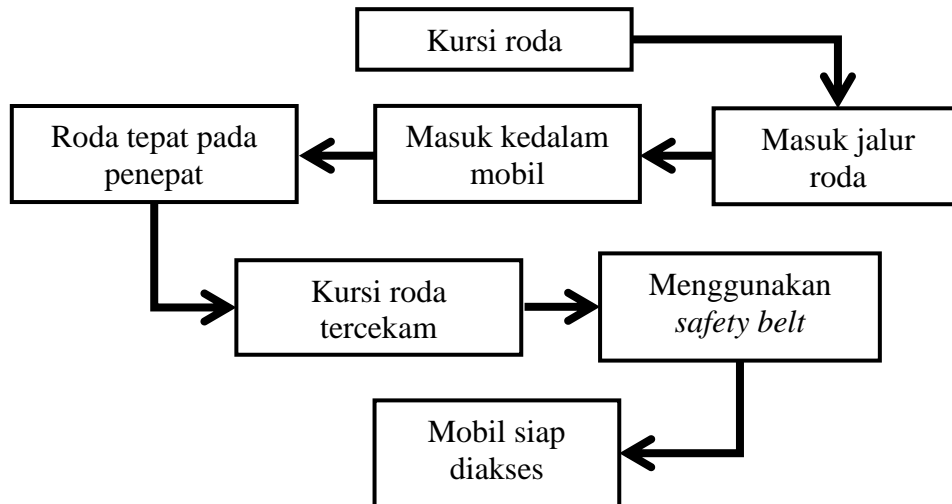 Kursi roda
Masuk jalur
roda
Masuk kedalam
mobil
Roda tepat pada
penepat
Kursi roda
tercekam
Menggunakan
safety belt
Mobil siap
diakses